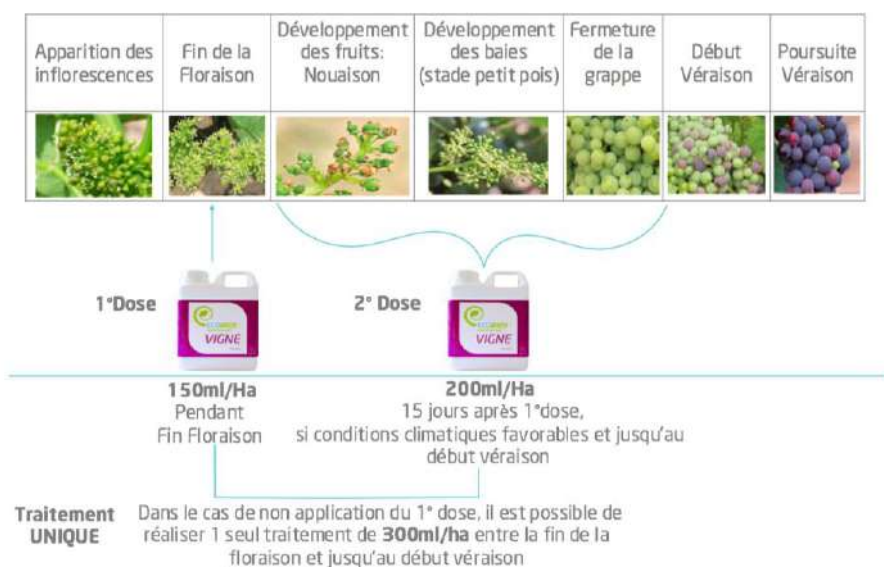 Apparition des
inflorescences
Fin de la
Floraison
Développement
des fruits:
Nouaison
Développement
des baies
(stade petit pois)
Fermeture
de la
grappe
Début
Véraison
Poursuite
Véraison
1°Dose
VIGNE
2° Dose
VIGNE
150ml/Ha
Pendant
Fin Floraison
200ml/Ha
15 jours après 1°dose,
si conditions climatiques favorables et jusqu'au
début véraison
Traitement
UNIQUE
Dans le cas de non application du 1° dose, il est possible de
réaliser 1 seul traitement de 300ml/ha entre la fin de la
floraison et jusqu'au début véraison